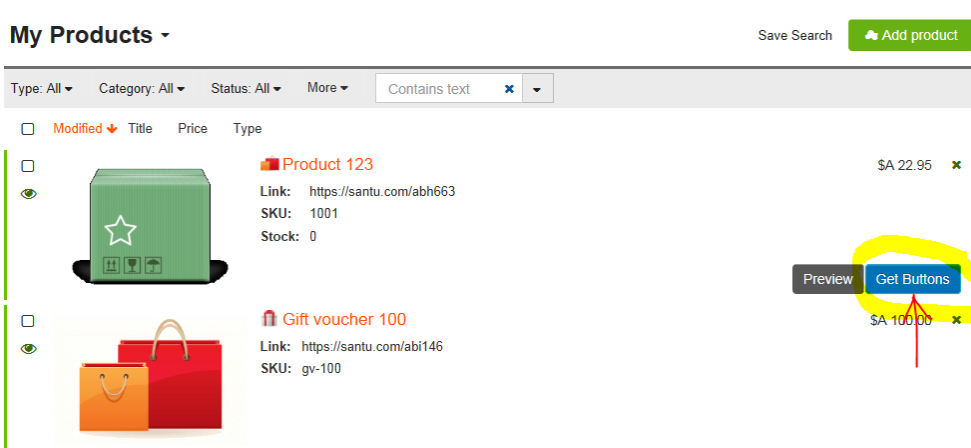 My Products
Save Search
Add product
Type: All
Category: All
Status: All
More
Contains text
Modified
Title
Price
Type
Product 123
$A 22.95
Link: https://santu.com/abh663
SKU: 1001
Stock: 0
Preview
Get Buttons
Gift voucher 100
$A 100.00
Link: https://santu.com/abi146
SKU: gv-100